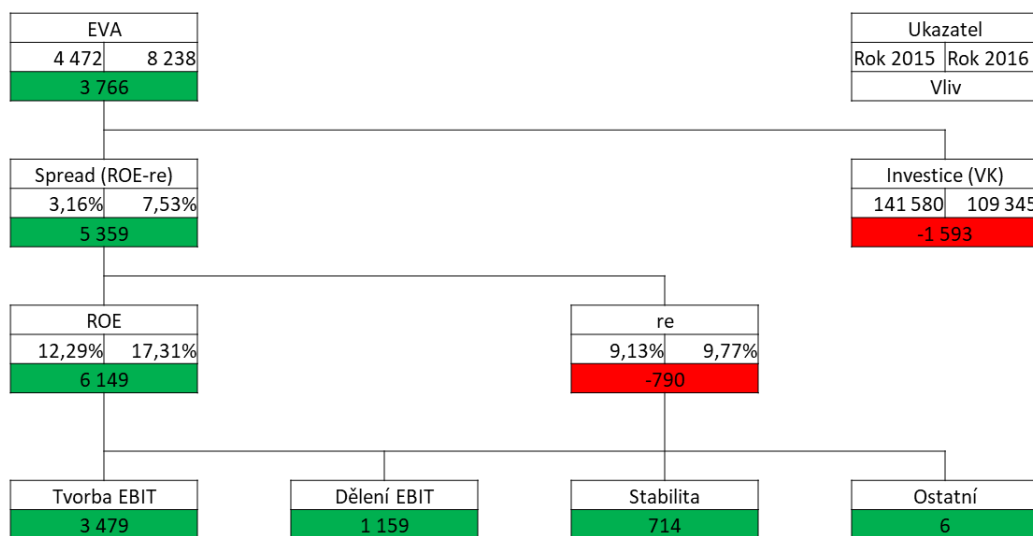 EVA
4 472 8 238
3 766
Ukazatel
Rok 2015 Rok 2016
Vliv
Spread (ROE-re)
3,16% 7,53%
5 359
Investice (VK)
141 580 109 345
-1 593
ROE
12,29% 17,31%
6 149
re
9,13% 9,77%
-790
Tvorba EBIT
3 479
Dělení EBIT
1 159
Stabilita
714
Ostatní
6